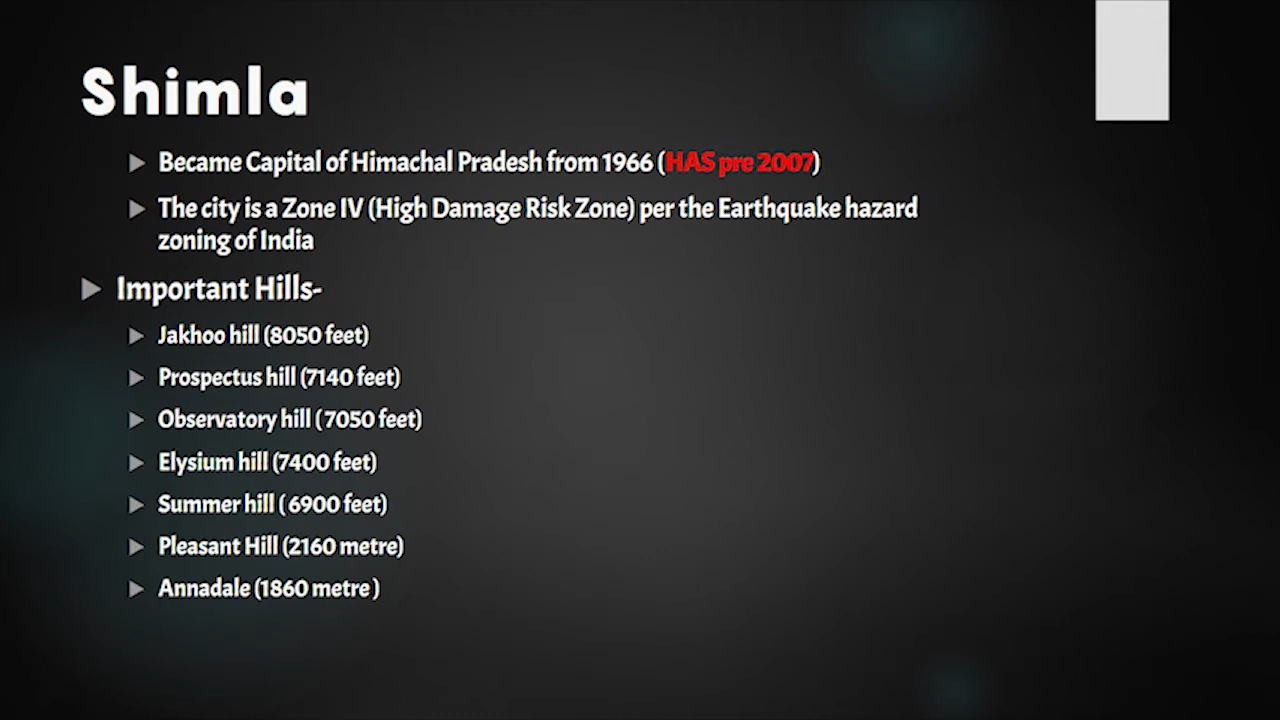 Shimla
Became Capital of Himachal Pradesh from 1966 (HAS pre 2007)
The city is a Zone IV (High Damage Risk Zone) per the Earthquake hazard
zoning of India
Important Hills-
Jakhoo hill (8050 feet)
Prospectus hill (7140 feet)
Observatory hill ( 7050 feet)
Elysium hill (7400 feet)
Summer hill ( 6900 feet)
Pleasant Hill (2160 metre)
Annadale (1860 metre )